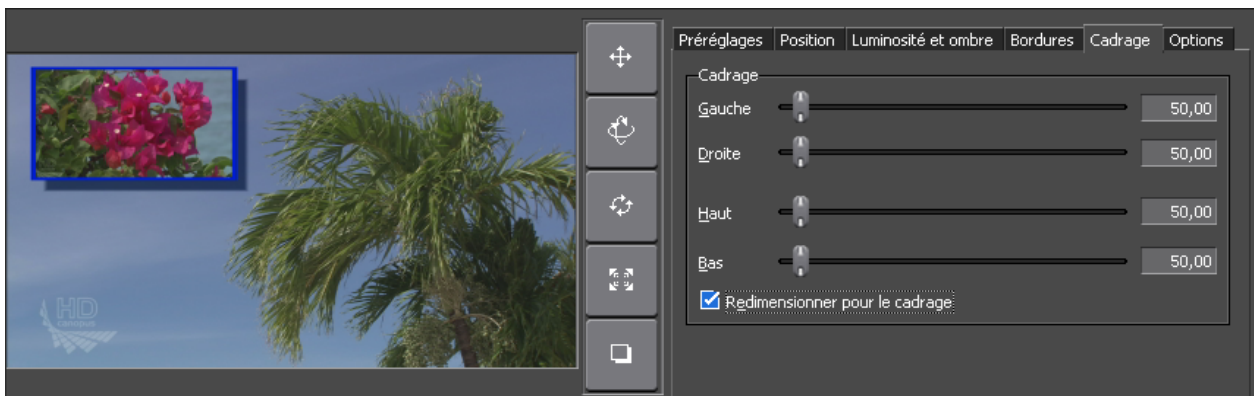 Préréglages Position Luminosité et ombre Bordures Cadrage Options
Cadrage
Gauche 50,00
Droite 50,00
Haut 50,00
Bas 50,00
Redimensionner pour le cadrage
HD
canopus